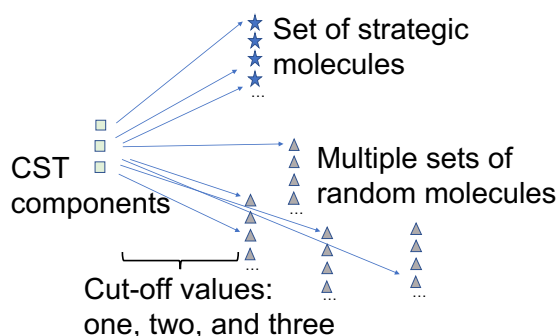 Set of strategic
molecules
...
CST
components
Multiple sets of
random molecules
...
...
...
...
Cut-off values:
one, two, and three